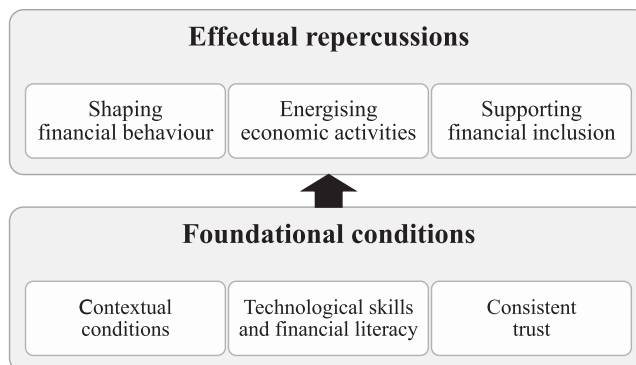 Effectual repercussions
Shaping
financial behaviour
Energising
economic activities
Supporting
financial inclusion
Foundational conditions
Contextual
conditions
Technological skills
and financial literacy
Consistent
trust